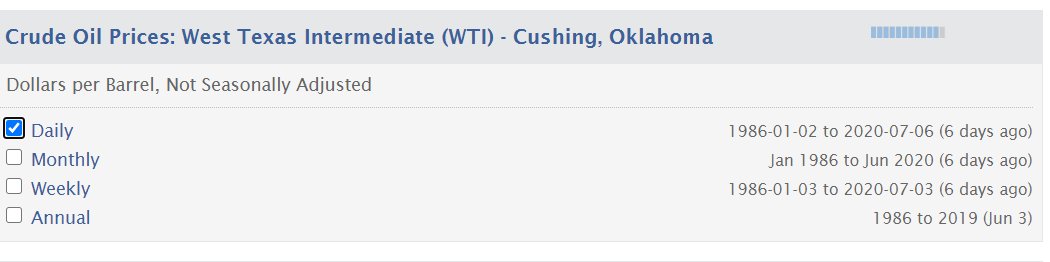 Crude Oil Prices: West Texas Intermediate (WTI) - Cushing, Oklahoma
Dollars per Barrel, Not Seasonally Adjusted
Daily 1986-01-02 to 2020-07-06 (6 days ago)
Monthly Jan 1986 to Jun 2020 (6 days ago)
Weekly 1986-01-03 to 2020-07-03 (6 days ago)
Annual 1986 to 2019 (Jun 3)